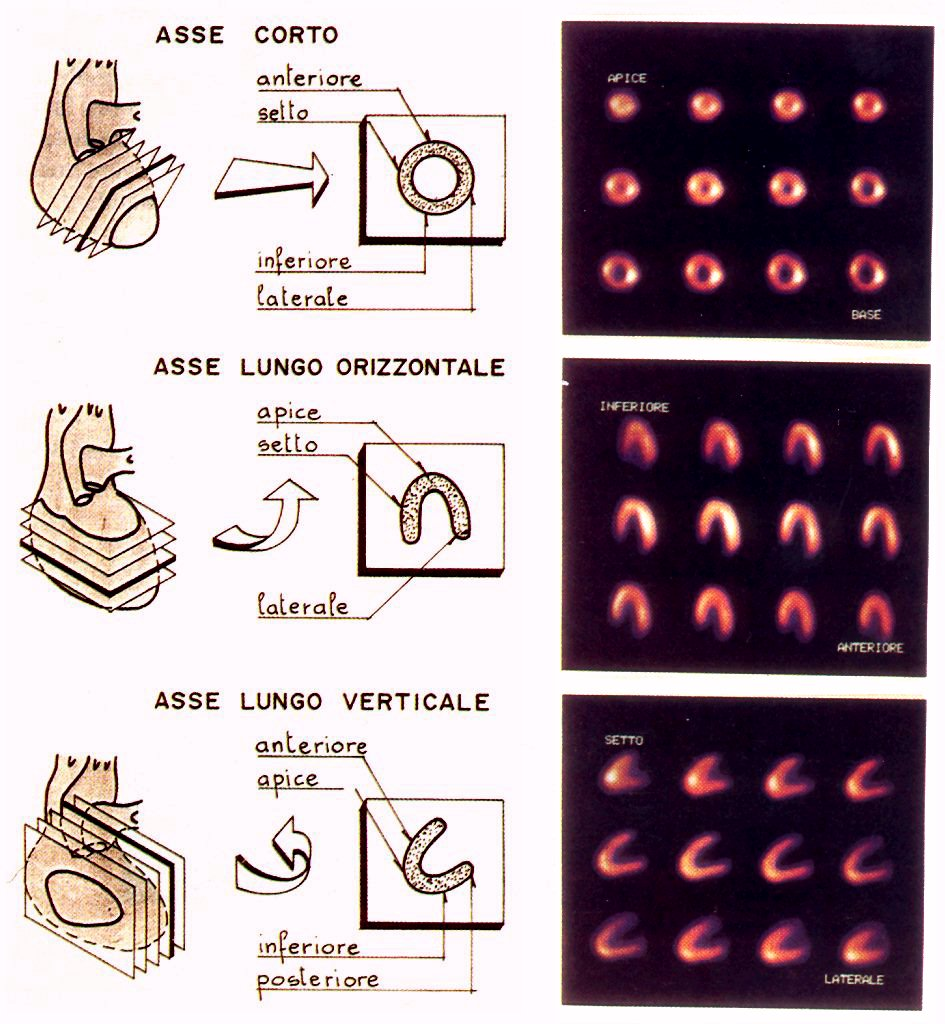 ASSE CORTO
anteriore
setto
inferiore
laterale
APICE
BASE
ASSE LUNGO ORIZZONTALE
apice
setto
laterale
INFERIORE
ANTERIORE
ASSE LUNGO VERTICALE
anteriore
apice
inferiore
posteriore
SETTO
LATERALE